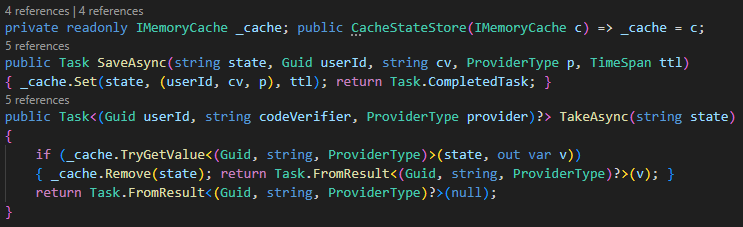 4 references | 4 references
private readonly IMemoryCache _cache; public CacheStateStore(IMemoryCache c) => _cache = c;
5 references
public Task SaveAsync(string state, Guid userId, string cv, ProviderType p, TimeSpan ttl)
{ _cache.Set(state, (userId, cv, p), ttl); return Task.CompletedTask; }
5 references
public Task<(Guid userId, string codeVerifier, ProviderType provider)?> TakeAsync(string state)
{
    if (_cache.TryGetValue<(Guid, string, ProviderType)>(state, out var v))
    { _cache.Remove(state); return Task.FromResult<(Guid, string, ProviderType)?>(v); }
    return Task.FromResult<(Guid, string, ProviderType)?>(null);
}